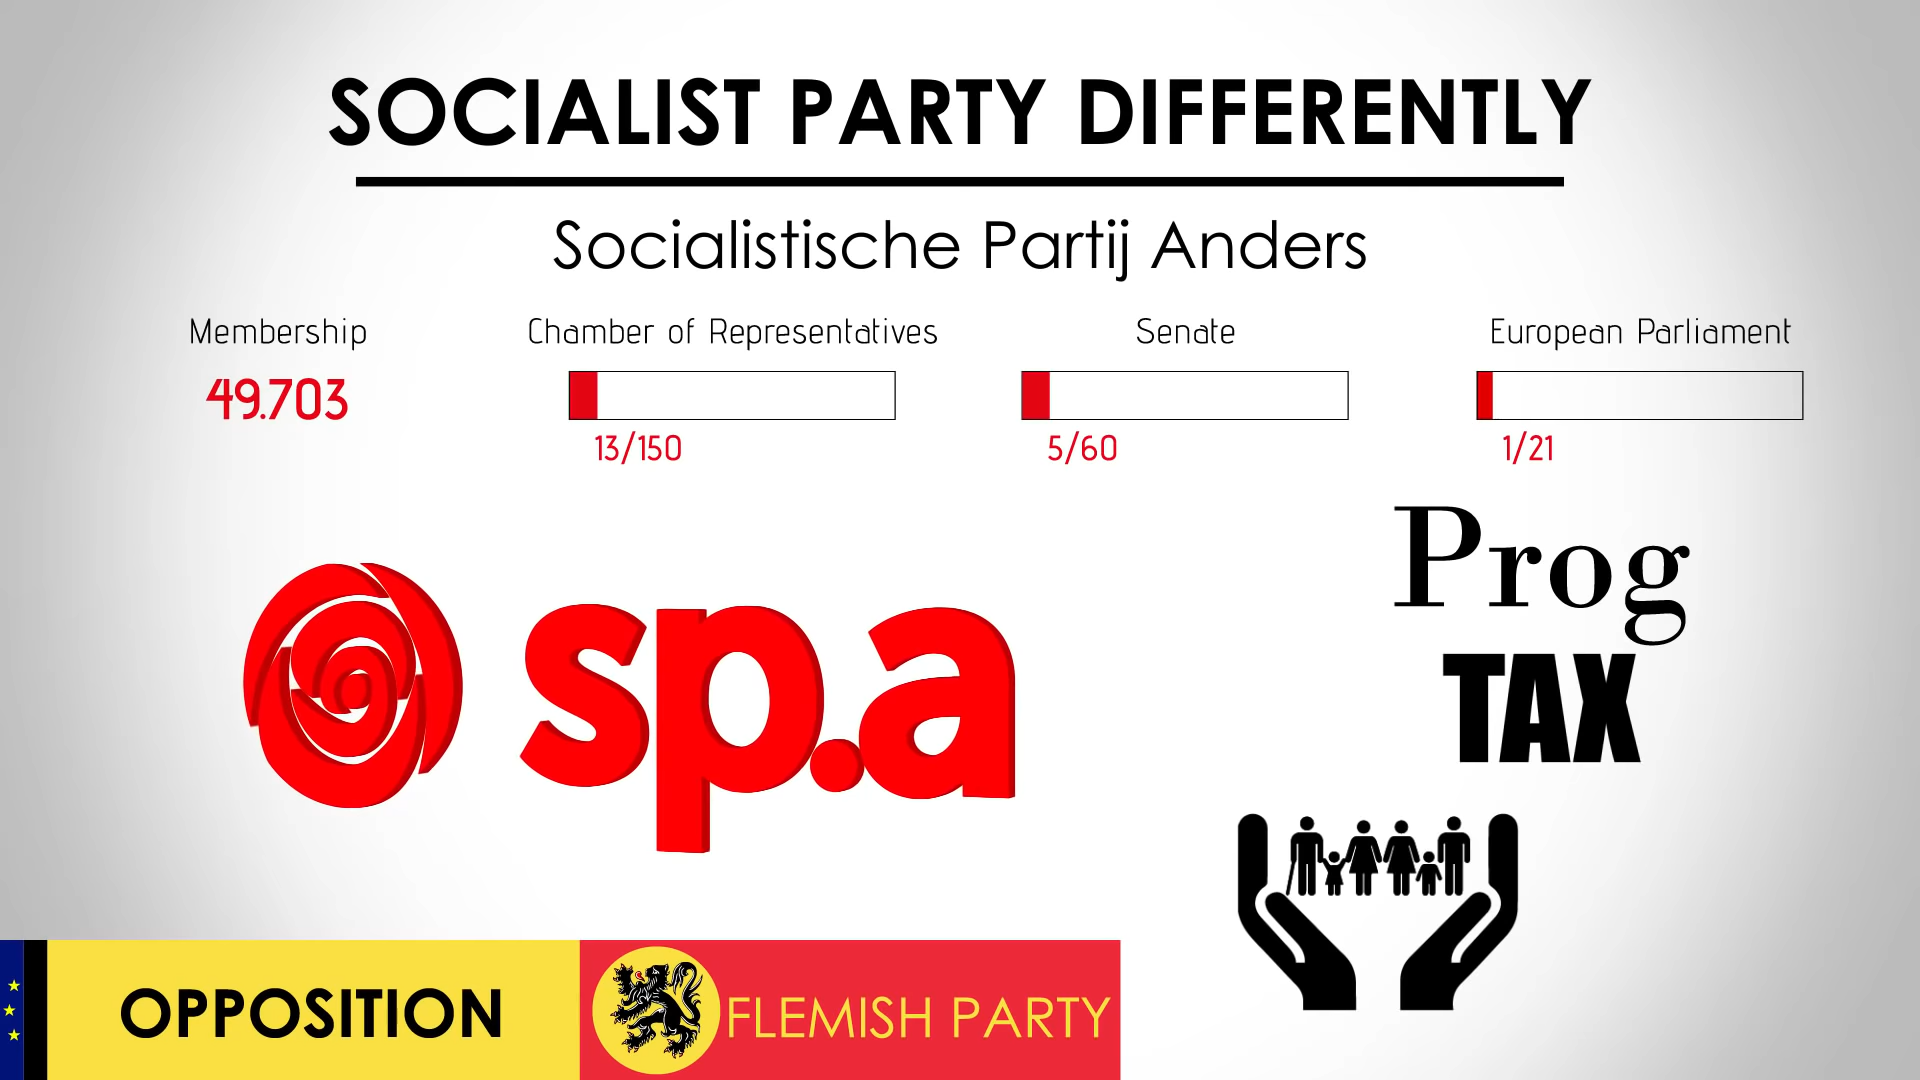 SOCIALIST PARTY DIFFERENTLY
Socialistische Partij Anders
Membership
49.703
Chamber of Representatives
13/150
Senate
5/60
European Parliament
1/21
sp.a
Prog
TAX
OPPOSITION
FLEMISH PARTY